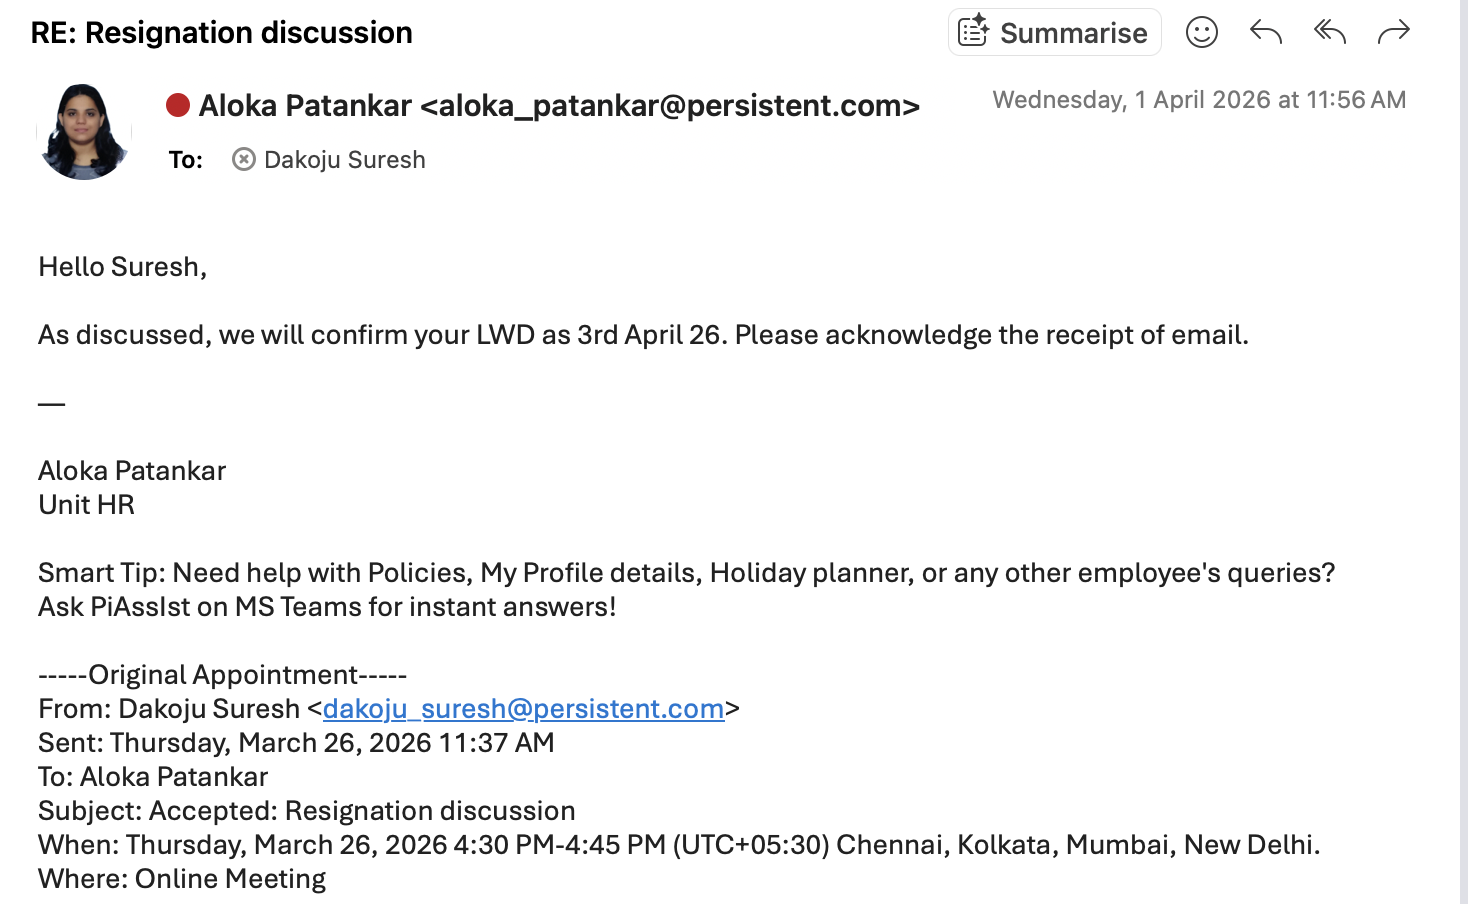 RE: Resignation discussion
Summarise
Aloka Patankar <aloka_patankar@persistent.com>
Wednesday, 1 April 2026 at 11:56 AM
To: Dakoju Suresh
Hello Suresh,
As discussed, we will confirm your LWD as 3rd April 26. Please acknowledge the receipt of email.
—
Aloka Patankar
Unit HR
Smart Tip: Need help with Policies, My Profile details, Holiday planner, or any other employee's queries?
Ask PiAssIst on MS Teams for instant answers!
-----Original Appointment-----
From: Dakoju Suresh <dakoju_suresh@persistent.com>
Sent: Thursday, March 26, 2026 11:37 AM
To: Aloka Patankar
Subject: Accepted: Resignation discussion
When: Thursday, March 26, 2026 4:30 PM-4:45 PM (UTC+05:30) Chennai, Kolkata, Mumbai, New Delhi.
Where: Online Meeting